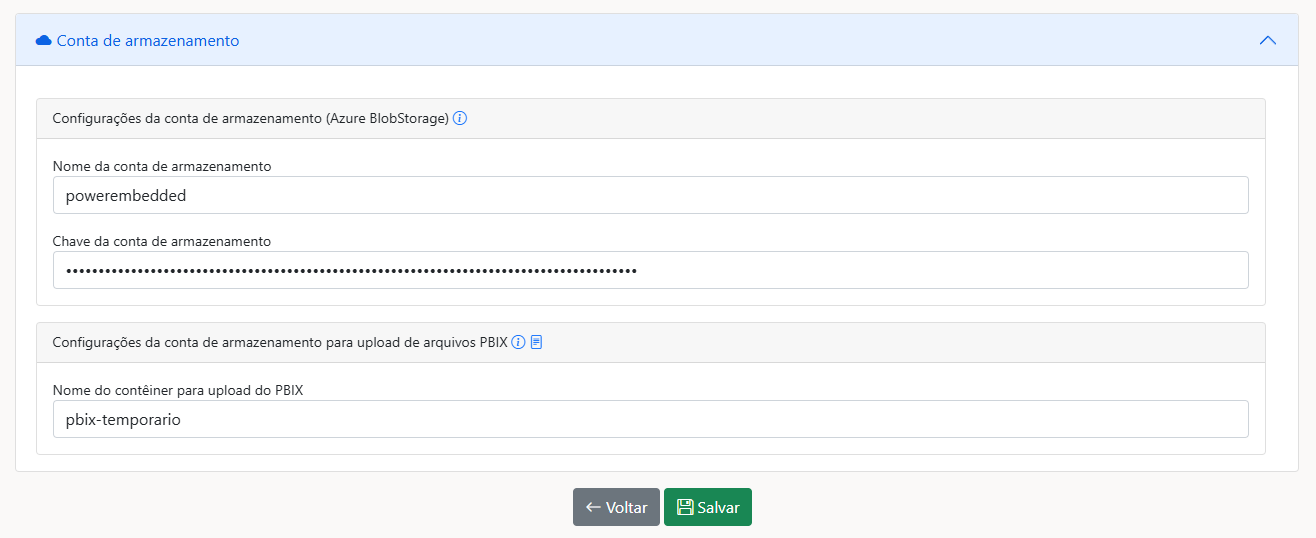 Conta de armazenamento
Configurações da conta de armazenamento (Azure BlobStorage)
Nome da conta de armazenamento
powerembedded
Chave da conta de armazenamento
Configurações da conta de armazenamento para upload de arquivos PBIX
Nome do contêiner para upload do PBIX
pbix-temporario
Voltar
Salvar